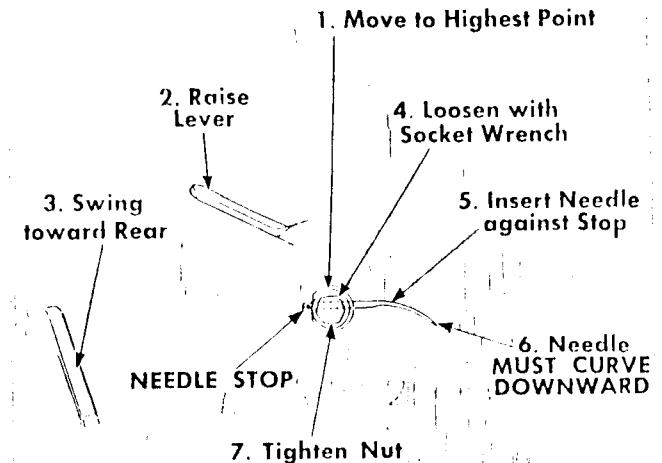 1. Move to Highest Point
2. Raise
Lever
4. Loosen with
Socket Wrench
3. Swing
toward Rear
5. Insert Needle
against Stop
6. Needle
MUST CURVE
DOWNWARD
NEEDLE STOP
7. Tighten Nut